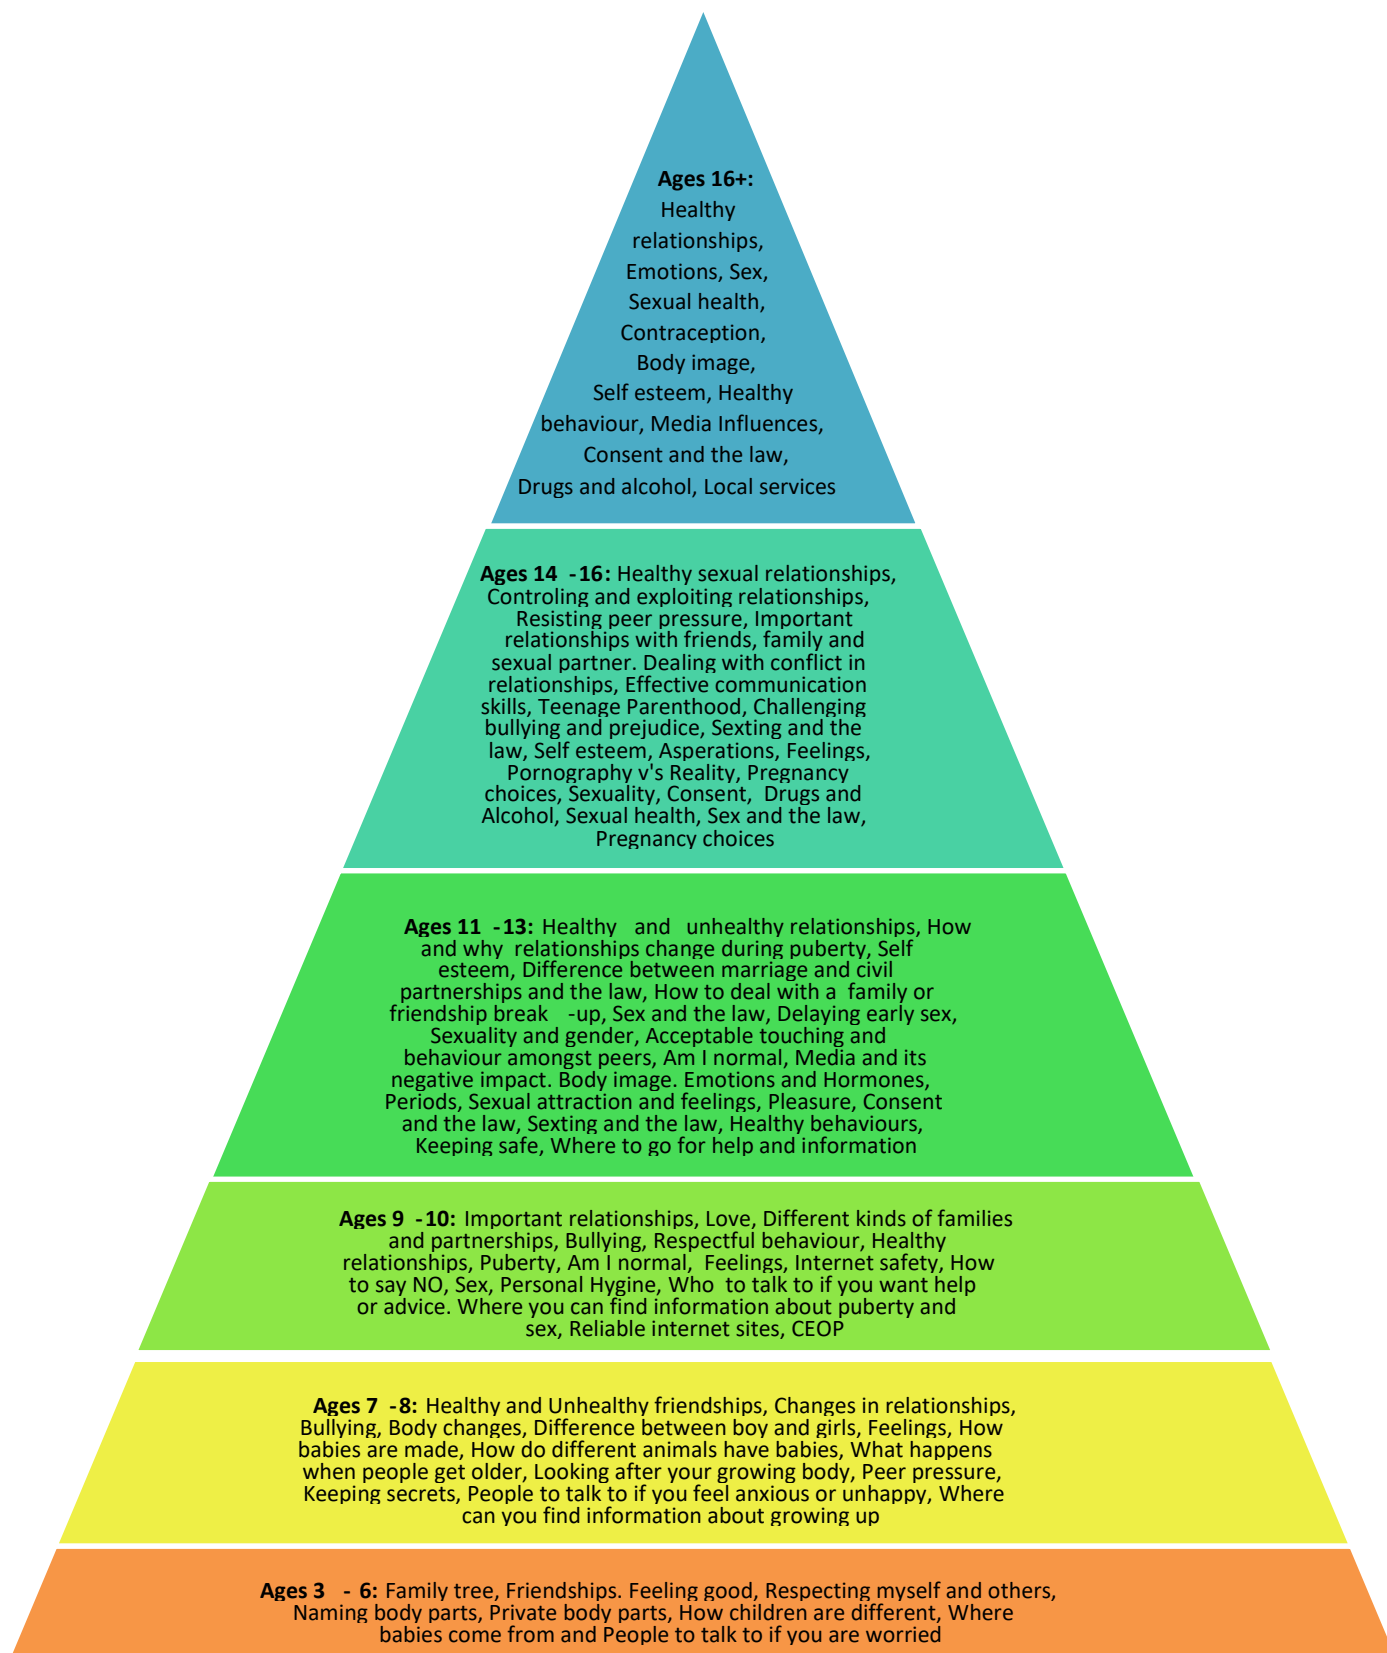 Ages 16+:
Healthy
relationships,
Emotions, Sex,
Sexual health,
Contraception,
Body image,
Self esteem, Healthy
behaviour, Media Influences,
Consent and the law,
Drugs and alcohol, Local services
Ages 14 -16: Healthy sexual relationships,
Controling and exploiting relationships,
Resisting peer pressure, Important
relationships with friends, family and
sexual partner. Dealing with conflict in
relationships, Effective communication
skills, Teenage Parenthood, Challenging
bullying and prejudice, Sexting and the
law, Self esteem, Asperations, Feelings,
Pornography v's Reality, Pregnancy
choices, Sexuality, Consent, Drugs and
Alcohol, Sexual health, Sex and the law,
Pregnancy choices
Ages 11 -13: Healthy and unhealthy relationships, How
and why relationships change during puberty, Self
esteem, Difference between marriage and civil
partnerships and the law, How to deal with a family or
friendship break -up, Sex and the law, Delaying early sex,
Sexuality and gender, Acceptable touching and
behaviour amongst peers, Am I normal, Media and its
negative impact. Body image. Emotions and Hormones,
Periods, Sexual attraction and feelings, Pleasure, Consent
and the law, Sexting and the law, Healthy behaviours,
Keeping safe, Where to go for help and information
Ages 9 -10: Important relationships, Love, Different kinds of families
and partnerships, Bullying, Respectful behaviour, Healthy
relationships, Puberty, Am I normal, Feelings, Internet safety, How
to say NO, Sex, Personal Hygine, Who to talk to if you want help
or advice. Where you can find information about puberty and
sex, Reliable internet sites, CEOP
Ages 7 -8: Healthy and Unhealthy friendships, Changes in relationships,
Bullying, Body changes, Difference between boy and girls, Feelings, How
babies are made, How do different animals have babies, What happens
when people get older, Looking after your growing body, Peer pressure,
Keeping secrets, People to talk to if you feel anxious or unhappy, Where
can you find information about growing up
Ages 3 - 6: Family tree, Friendships. Feeling good, Respecting myself and others,
Naming body parts, Private body parts, How children are different, Where
babies come from and People to talk to if you are worried